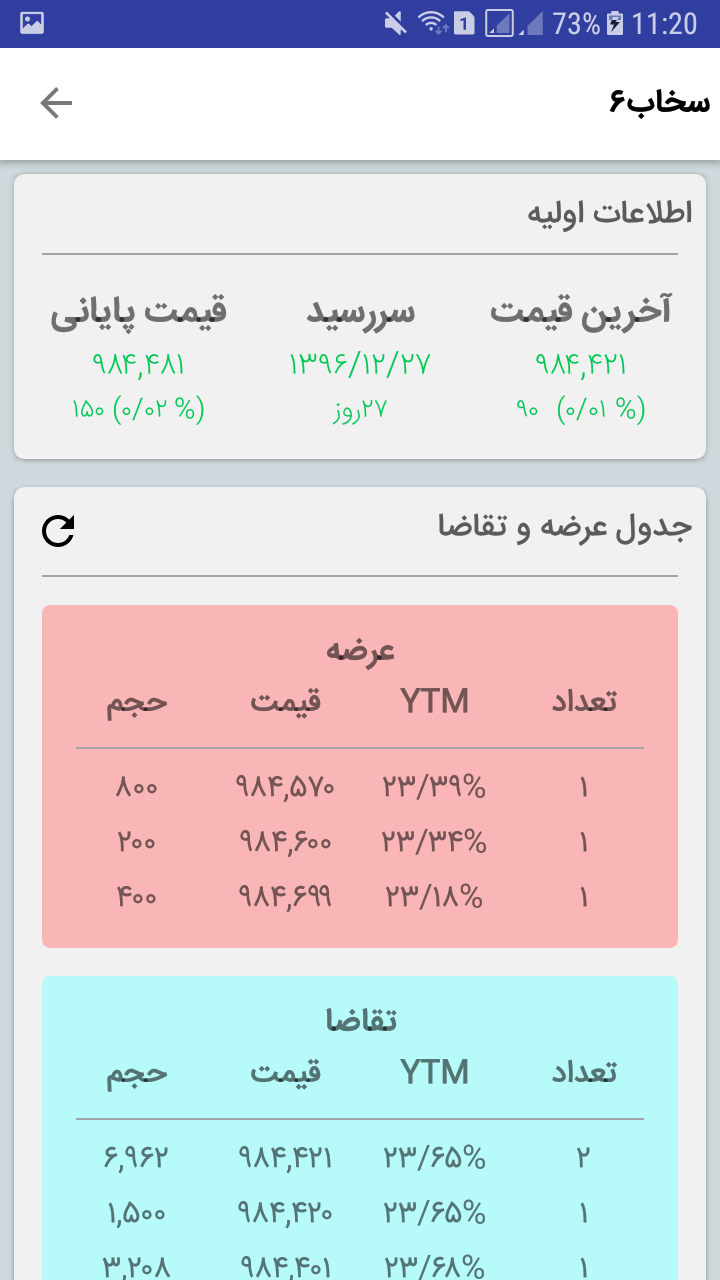 73% 11:20
سخاب۶
اطلاعات اولیه
آخرین قیمت سررسید قیمت پایانی
۹۸۴,۴۲۱ ۱۳۹۶/۱۲/۲۷ ۹۸۴,۴۸۱
۹۰ (۰/۰۱ %) ۲۷روز ۱۵۰ (۰/۰۲ %)
جدول عرضه و تقاضا
عرضه
تعداد YTM قیمت حجم
۱ ۲۳/۳۹% ۹۸۴,۵۷۰ ۸۰۰
۱ ۲۳/۳۴% ۹۸۴,۶۰۰ ۲۰۰
۱ ۲۳/۱۸% ۹۸۴,۶۹۹ ۴۰۰
تقاضا
تعداد YTM قیمت حجم
۲ ۲۳/۶۵% ۹۸۴,۴۲۱ ۶,۹۶۲
۱ ۲۳/۶۵% ۹۸۴,۴۲۰ ۱,۵۰۰
۱ ۲۳/۶۸% ۹۸۴,۴۰۱ ۳,۲۰۸